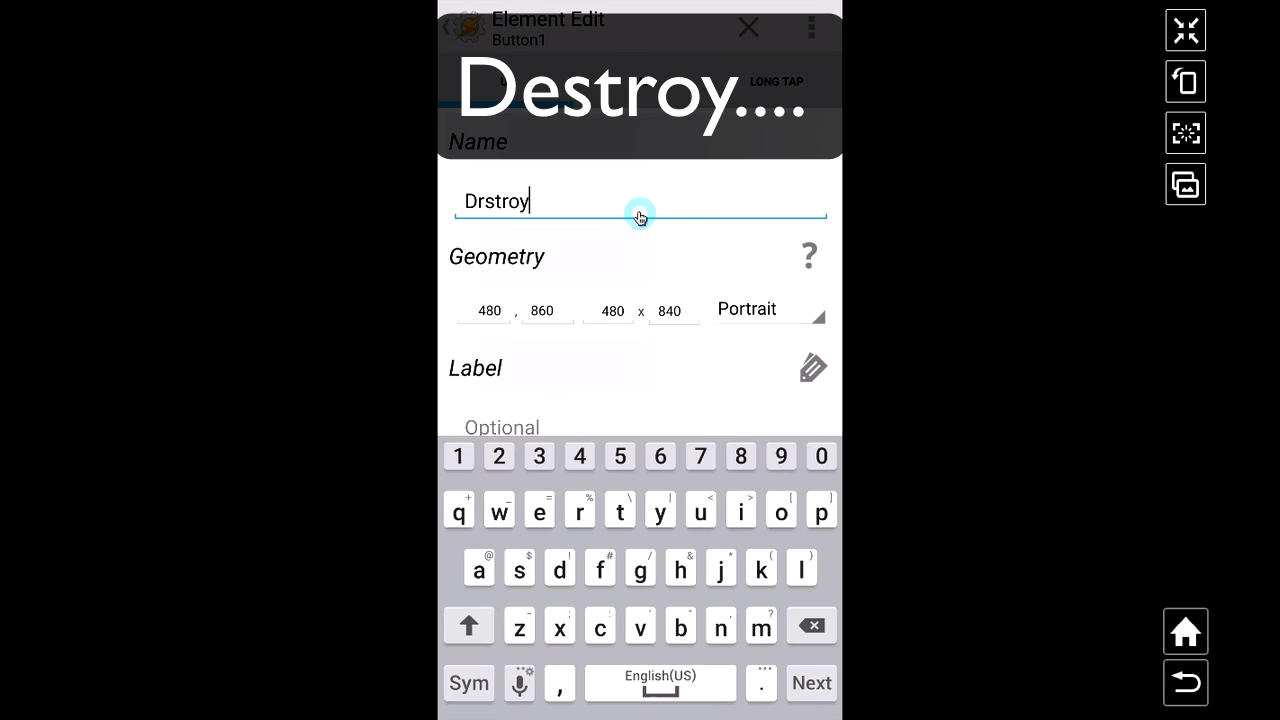 Element Edit
Button1
LONG TAP
Destroy....
Name
Drstroy
Geometry ?
480 , 860 480 x 840 Portrait
Label
Optional
1 2 3 4 5 6 7 8 9 0
+ _ = % \ | < > [ ]
q w e r t y u i o p
@ $ ! # / & * ( )
a s d f g h j k l
- ' : ; ' " , ?
z x c v b n m
English(US)
Sym , . Next